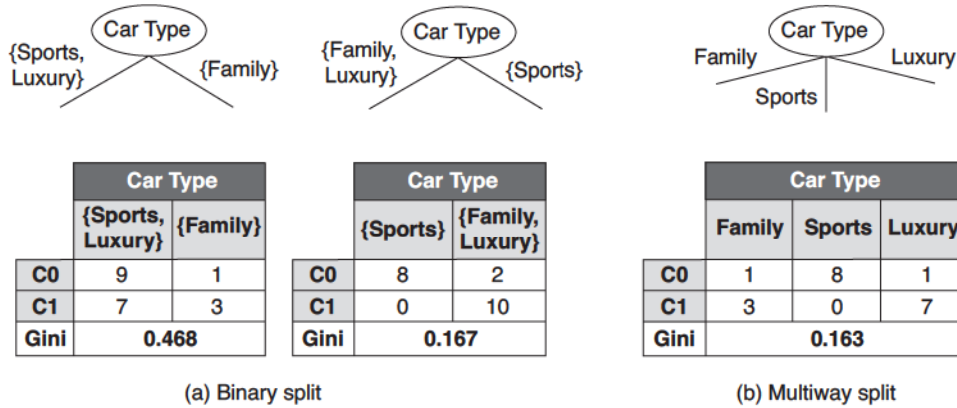 Car Type
{Sports,
Luxury}
{Family}
Car Type
{Family,
Luxury}
{Sports}
Car Type
Family
Luxury
Sports
Car Type
{Sports,
Luxury}
{Family}
C0 9 1
C1 7 3
Gini 0.468
Car Type
{Sports}
{Family,
Luxury}
C0 8 2
C1 0 10
Gini 0.167
Car Type
Family Sports Luxury
C0 1 8 1
C1 3 0 7
Gini 0.163
(a) Binary split
(b) Multiway split